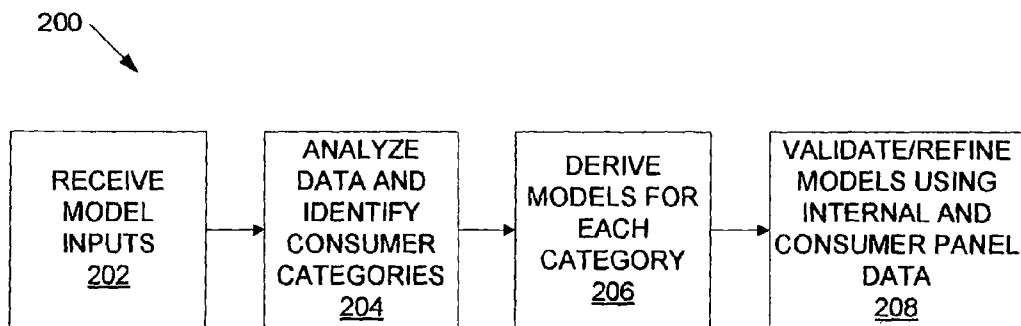 200
RECEIVE
MODEL
INPUTS
202
ANALYZE
DATA AND
IDENTIFY
CONSUMER
CATEGORIES
204
DERIVE
MODELS FOR
EACH
CATEGORY
206
VALIDATE/REFINE
MODELS USING
INTERNAL AND
CONSUMER PANEL
DATA
208